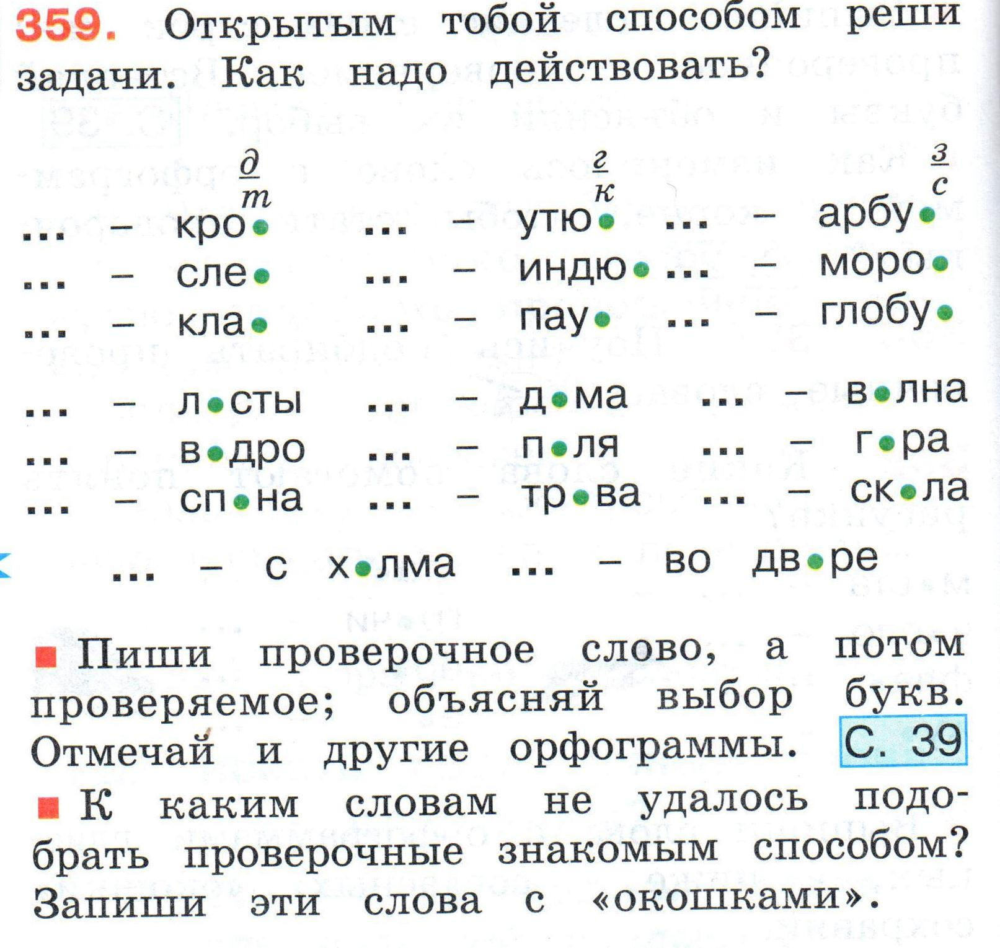 359. Открытым тобой способом реши
задачи. Как надо действовать?
д г з
т к с
... – кро● ... – утю● ... – арбу●
... – сле● ... – индю● ... – моро●
... – кла● ... – пау● ... – глобу●
... – л●сты ... – д●ма ... – в●лна
... – в●дро ... – п●ля ... – г●ра
... – сп●на ... – тр●ва ... – ск●ла
... – с х●лма ... – во дв●ре
■ Пиши проверочное слово, а потом
проверяемое; объясняй выбор букв.
Отмечай и другие орфограммы. С. 39
■ К каким словам не удалось подо-
брать проверочные знакомым способом?
Запиши эти слова с «окошками».